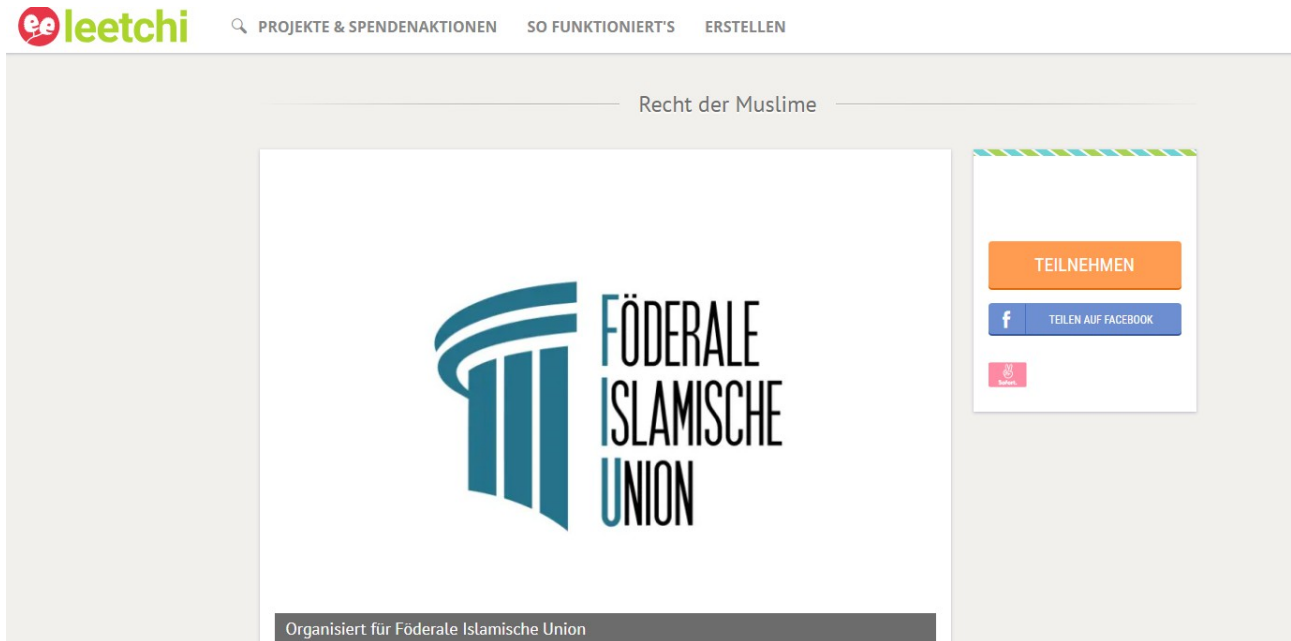 leetchi
PROJEKTE & SPENDENAKTIONEN SO FUNKTIONIERT'S ERSTELLEN
Recht der Muslime
FÖDERALE
ISLAMISCHE
UNION
TEILNEHMEN
f TEILEN AUF FACEBOOK
Sofort.
Organisiert für Föderale Islamische Union